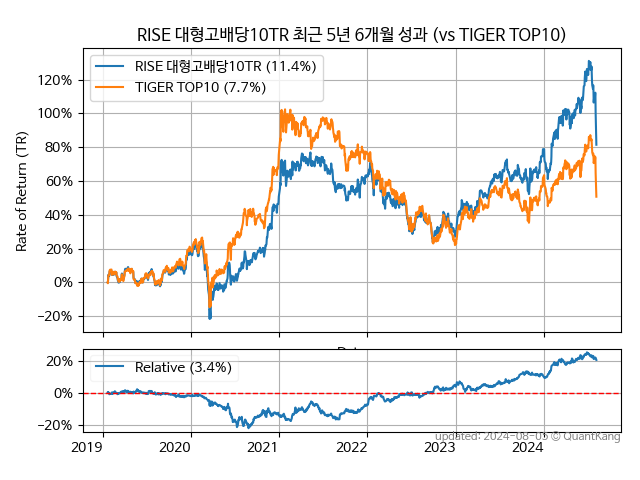 RISE 대형고배당10TR 최근 5년 6개월 성과 (vs TIGER TOP10)
RISE 대형고배당10TR (11.4%)
TIGER TOP10 (7.7%)
Rate of Return (TR)
120%
100%
80%
60%
40%
20%
0%
−20%
Relative (3.4%)
20%
0%
−20%
2019
2020
2021
2022
2023
2024
updated: 2024-08-05 © QuantKang